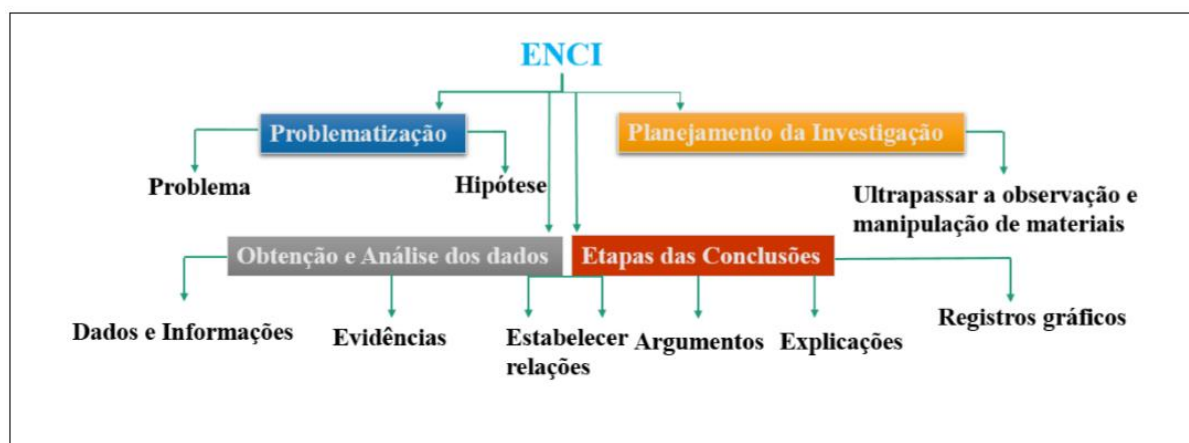 ENCI
Problematização
Planejamento da Investigação
Problema
Hipótese
Ultrapassar a observação e
manipulação de materiais
Obtenção e Análise dos dados
Etapas das Conclusões
Dados e Informações
Evidências
Estabelecer
relações
Argumentos
Explicações
Registros gráficos